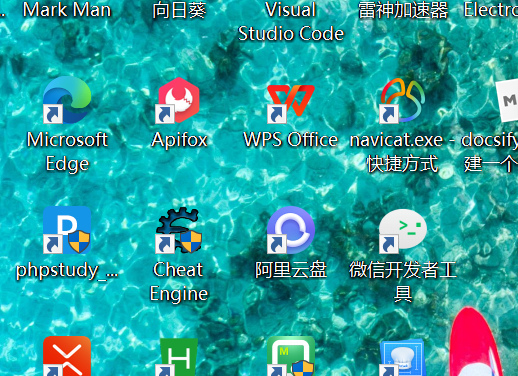 Mark Man
向日葵
Visual
Studio Code
雷神加速器
Electro
Microsoft
Edge
Apifox
WPS Office
navicat.exe -
快捷方式
docsify
建一个
phpstudy_...
Cheat
Engine
阿里云盘
微信开发者工
具